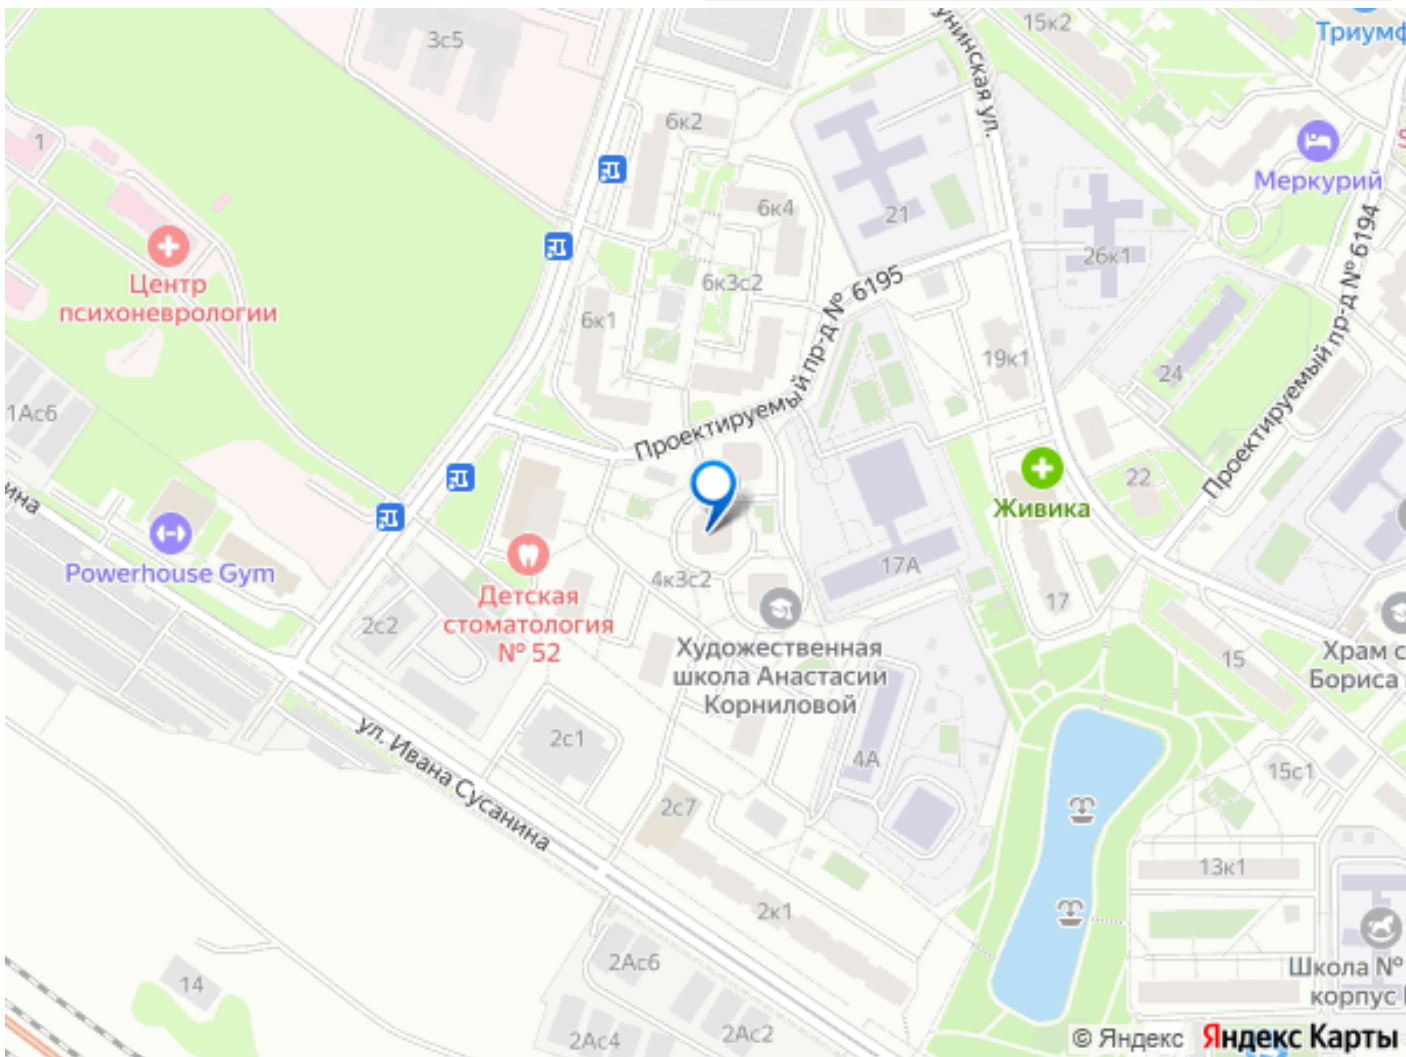 3с5
15к2
Триумф
унинская ул.
6к2
1
Меркурий
6к4
21
26к1
Центр
психоневрологии
6к3с2
6к1
Проектируемый пр-д № 6195
Проектируемый пр-д № 6194
19к1
24
1Ас6
22
Живика
ина
Powerhouse Gym
17А
4к3с2
Детская
стоматология
№ 52
2с2
17
Художественная
школа Анастасии
Корниловой
15
Храм с
Бориса
2с1
ул. Ивана Сусанина
4А
15с1
2с7
13к1
2к1
2Ас6
14
Школа №
корпус
2Ас4
2Ас2
© Яндекс Яндекс Карты